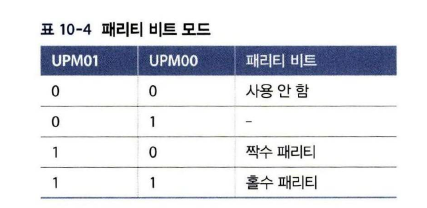 표 10-4 패리티 비트 모드
UPM01 UPM00 패리티 비트
0 0 사용 안 함
0 1 -
1 0 짝수 패리티
1 1 홀수 패리티